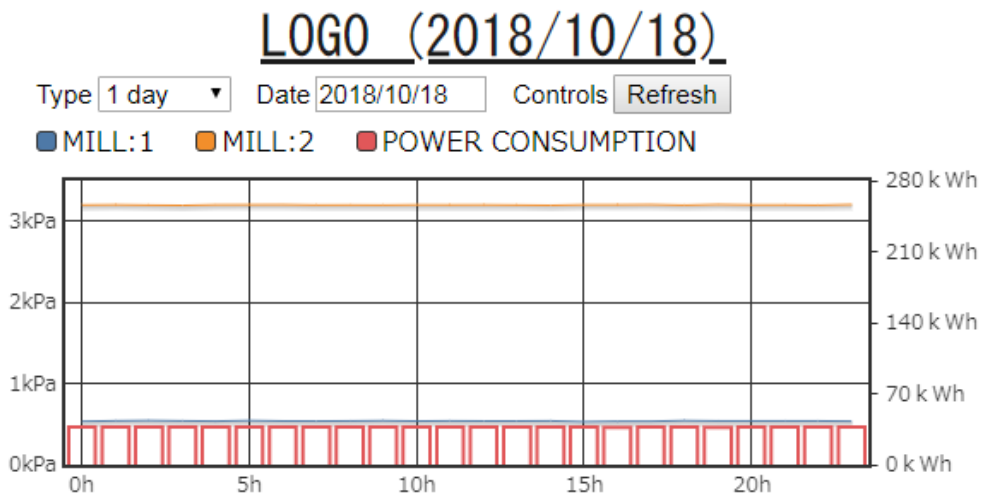 LOGO (2018/10/18)
Type 1 day ▼ Date 2018/10/18 Controls Refresh
MILL:1 MILL:2 POWER CONSUMPTION
280 k Wh
3kPa
210 k Wh
2kPa
140 k Wh
1kPa
70 k Wh
0kPa 0 k Wh
0h 5h 10h 15h 20h